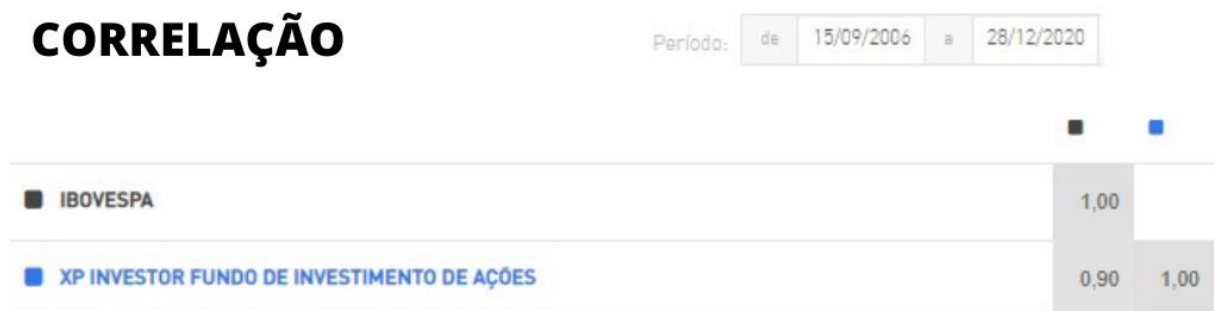 CORRELAÇÃO
Período: de 15/09/2006 a 28/12/2020
IBOVESPA 1,00
XP INVESTOR FUNDO DE INVESTIMENTO DE AÇÕES 0,90 1,00